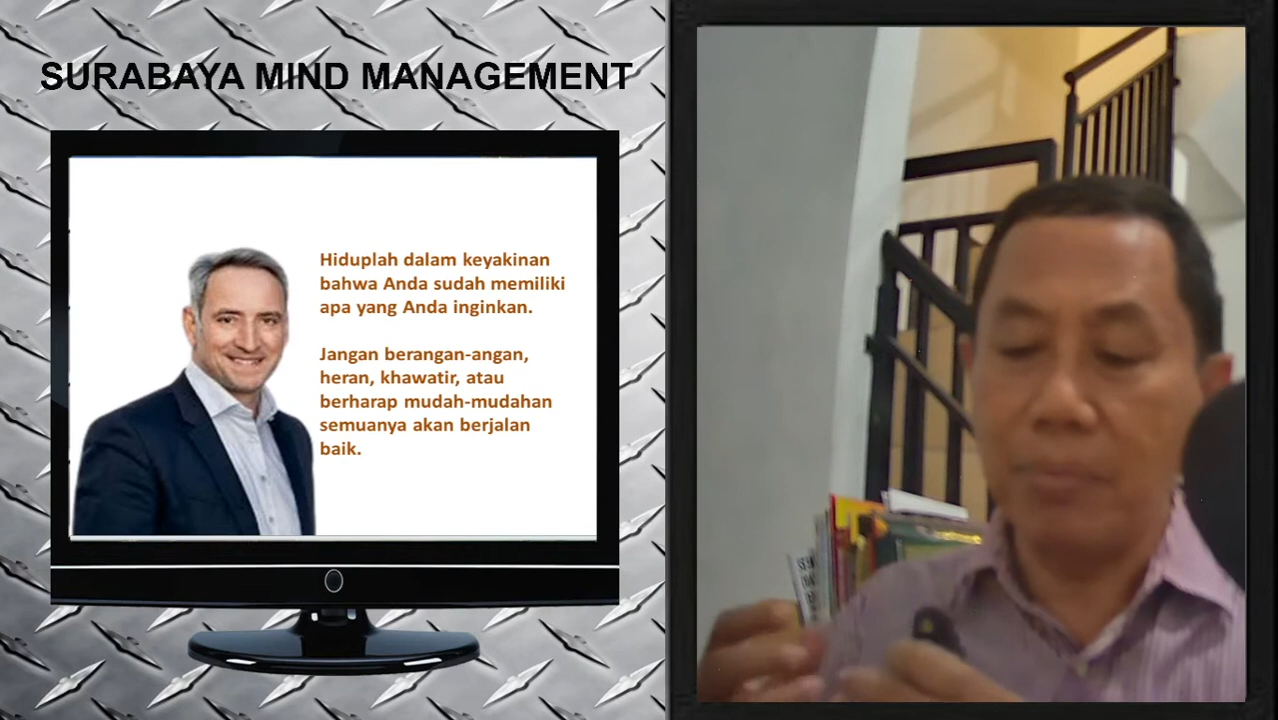 SURABAYA MIND MANAGEMENT
Hiduplah dalam keyakinan
bahwa Anda sudah memiliki
apa yang Anda inginkan.
Jangan berangan-angan,
heran, khawatir, atau
berharap mudah-mudahan
semuanya akan berjalan
baik.